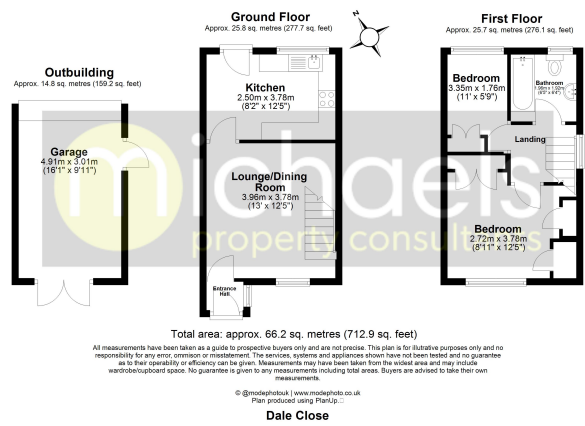 Ground Floor
Approx. 25.8 sq. metres (277.7 sq. feet)
N
First Floor
Approx. 25.7 sq. metres (276.1 sq. feet)
Outbuilding
Approx. 14.8 sq. metres (159.2 sq. feet)
Kitchen
2.50m x 3.78m
(8'2" x 12'5")
Bedroom
3.35m x 1.76m
(11' x 5'9")
Bathroom
Landing
Garage
4.91m x 3.01m
(16'1" x 9'11")
Lounge/Dining
Room
3.96m x 3.78m
(13' x 12'5")
michaels
property consultants
Bedroom
2.72m x 3.78m
(8'11" x 12'5")
Entrance
Hall
Total area: approx. 66.2 sq. metres (712.9 sq. feet)
All measurements have been taken as a guide to prospective buyers only and are not precise. This plan is for illustrative purposes only and no
responsibility for any error, ommison or misstatement. The services, systems and appliances shown have not been tested and no guarantee
as to their operability or efficiency can be given. Measurements may have been taken from the widest area and may include
wardrobe/cupboard space. No guarantee is given to any measurements including total areas. Buyers are advised to take their own
measurements.
© @modephotouk | www.modephoto.co.uk
Plan produced using PlanUp.
Dale Close